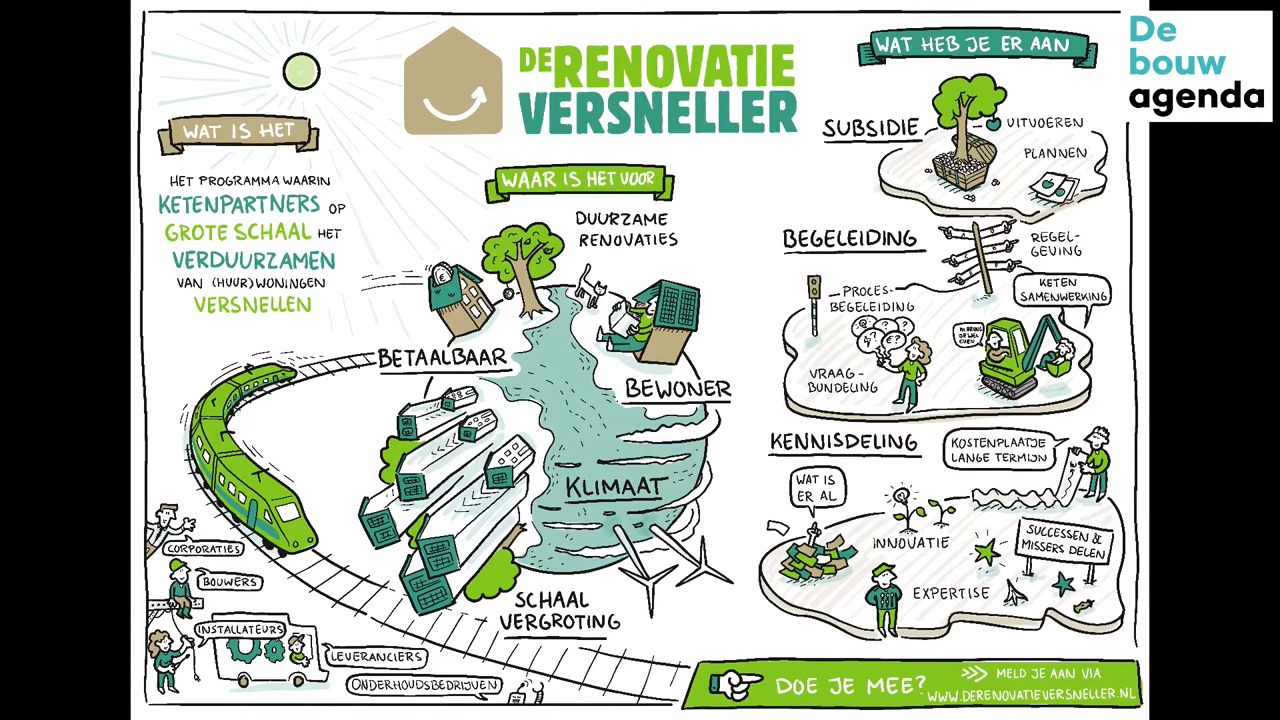 DE RENOVATIE
VERSNELLER
De
bouw
agenda
WAT IS HET
HET PROGRAMMA WAARIN
KETENPARTNERS OP
GROTE SCHAAL HET
VERDUURZAMEN
VAN (HUUR)WONINGEN
VERSNELLEN
CORPORATIES
BOUWERS
INSTALLATEURS
LEVERANCIERS
ONDERHOUDSBEDRIJVEN
WAAR IS HET VOOR
DUURZAME
RENOVATIES
BETAALBAAR
BEWONER
KLIMAAT
SCHAAL
VERGROTING
WAT HEB JE ER AAN
SUBSIDIE
UITVOEREN
PLANNEN
BEGELEIDING
REGEL-
GEVING
KETEN
SAMENWERKING
PROCES-
BEGELEIDING
VRAAG-
BUNDELING
KENNISDELING
KOSTENPLAATJE
LANGE TERMIJN
WAT IS
ER AL
INNOVATIE
SUCCESSEN &
MISSERS DELEN
EXPERTISE
DOE JE MEE?
MELD JE AAN VIA
WWW.DERENOVATIEVERSNELLER.NL